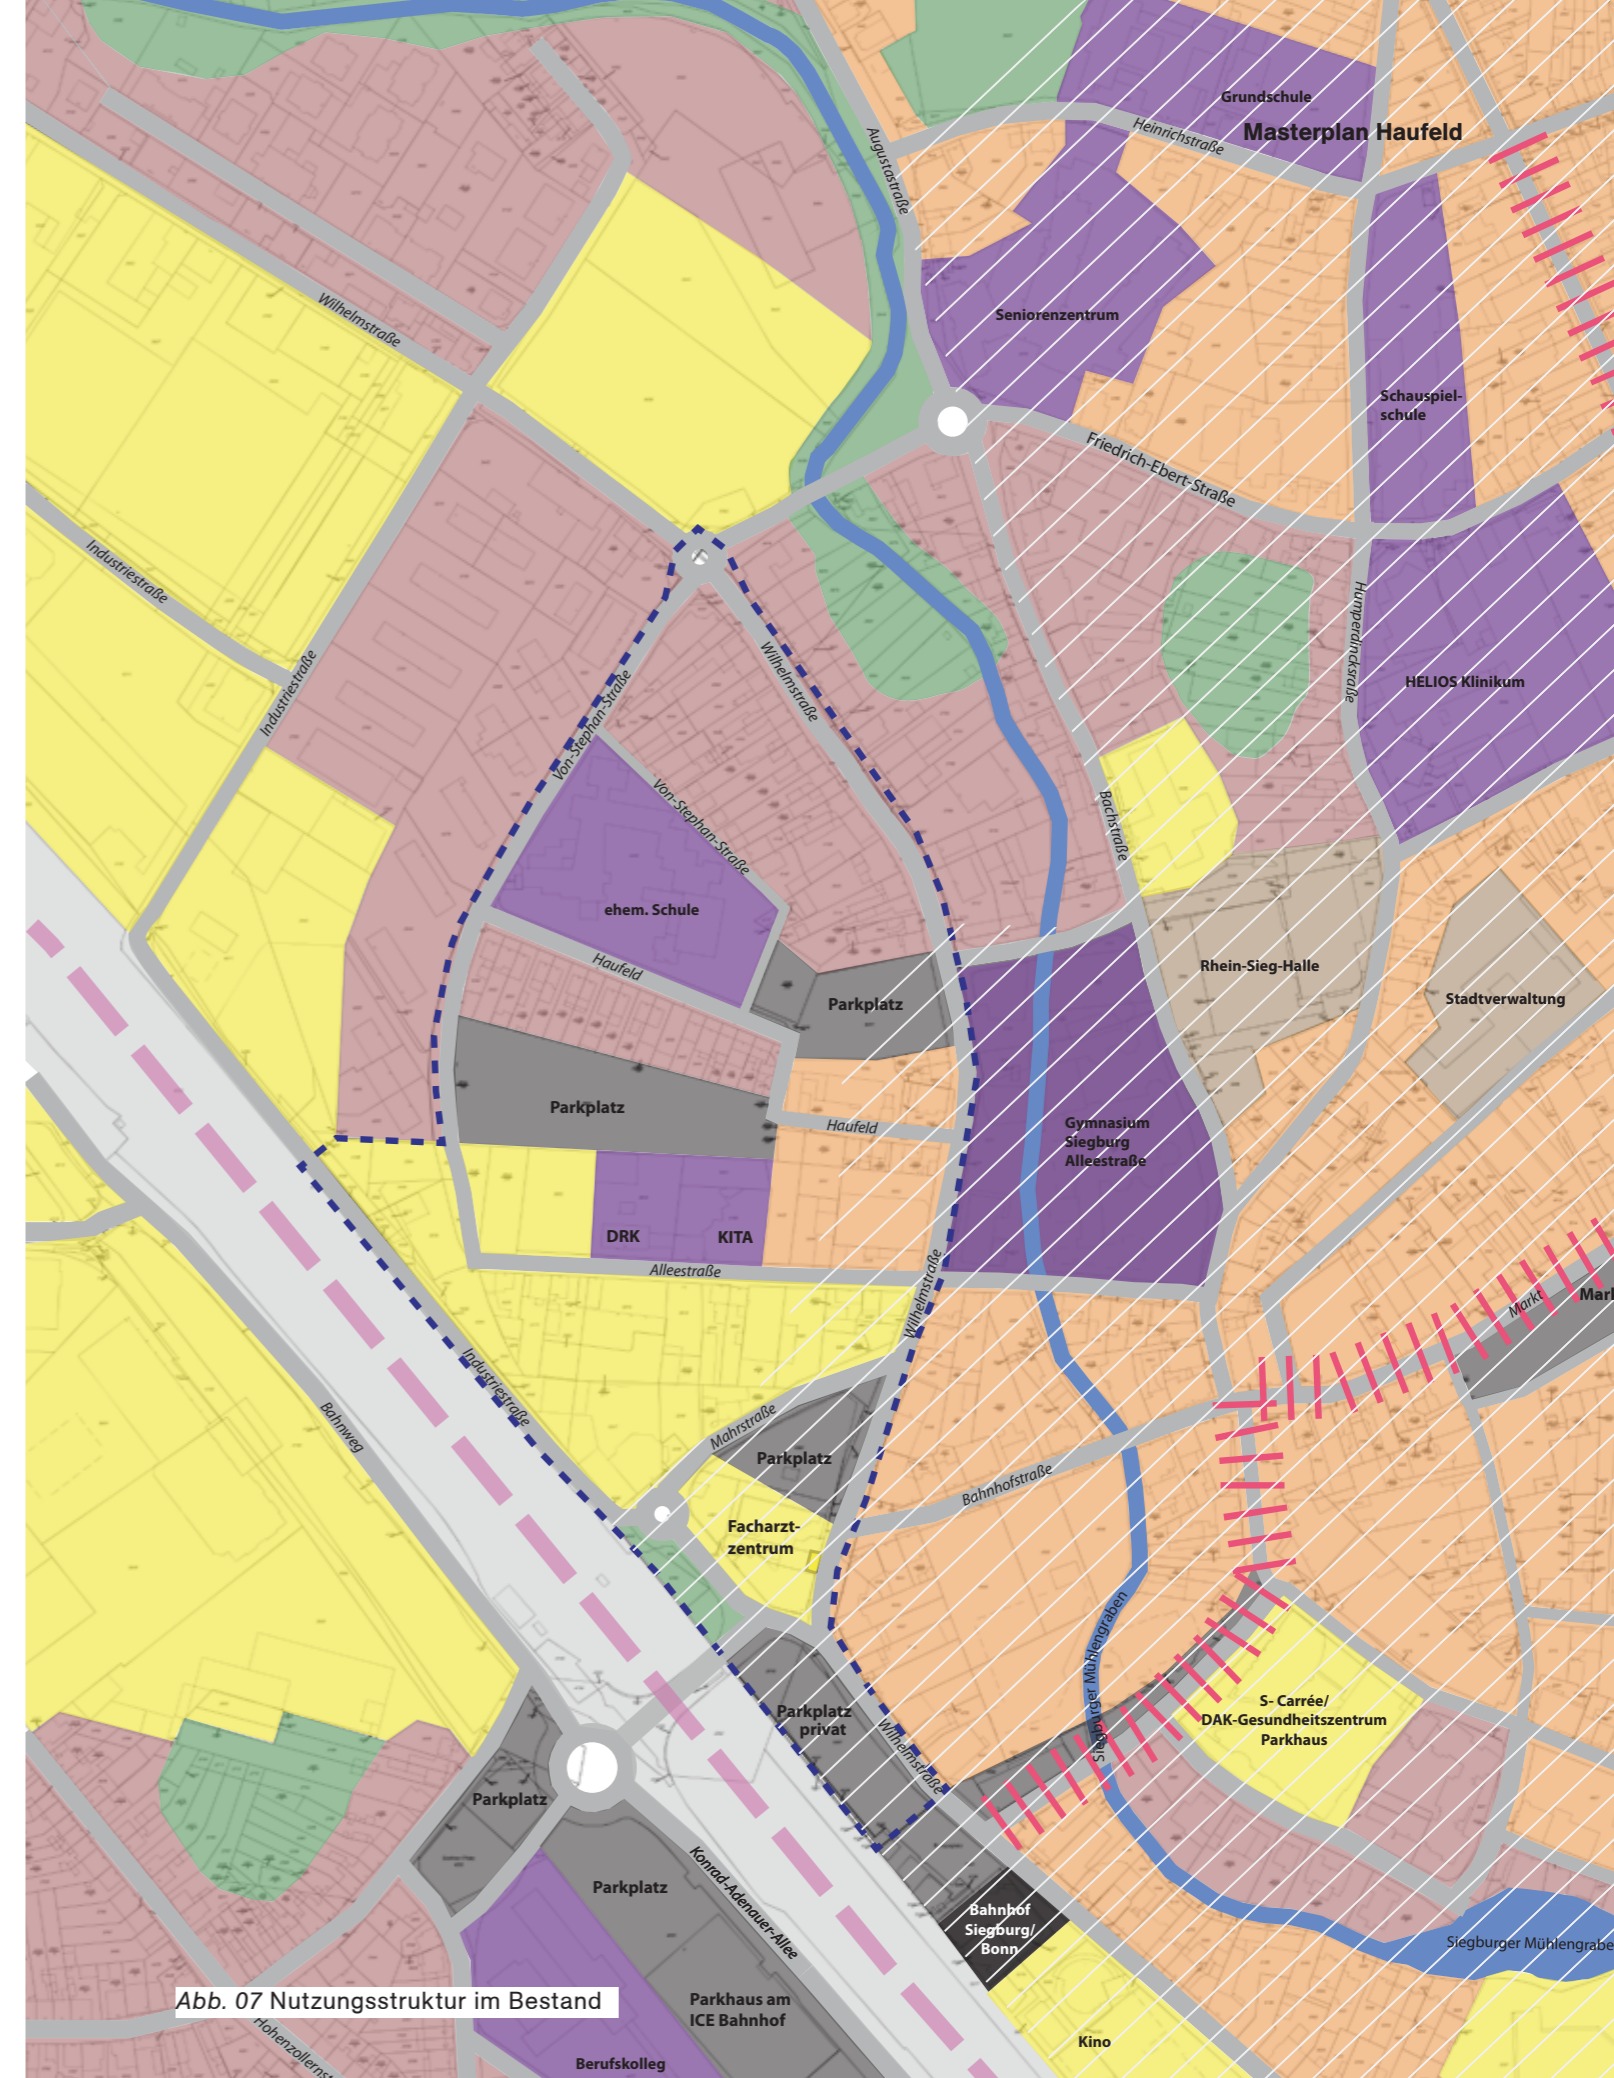 Grundschule
Masterplan Haufeld
Heinrichstraße
Augustastraße
Seniorenzentrum
Wilhelmstraße
Schauspiel-
schule
Friedrich-Ebert-Straße
Industriestraße
Humperdincksraße
Industriestraße
Wilhelmstraße
HELIOS Klinikum
Von-Stephan-Straße
Von-Stephan-Straße
Bachstraße
ehem. Schule
Haufeld
Rhein-Sieg-Halle
Stadtverwaltung
Parkplatz
Parkplatz
Haufeld
Gymnasium
Siegburg
Alleestraße
DRK
KITA
Alleestraße
Wilhelmstraße
Markt
Industriestraße
Bahnweg
Mahrstraße
Parkplatz
Bahnhofstraße
Facharzt-
zentrum
Siegburger Mühlengraben
S- Carrée/
DAK-Gesundheitszentrum
Parkhaus
Parkplatz
privat
Wilhelmstraße
Parkplatz
Parkplatz
Konrad-Adenauer-Allee
Bahnhof
Siegburg/
Bonn
Siegburger Mühlengrabe
Abb. 07 Nutzungsstruktur im Bestand
Parkhaus am
ICE Bahnhof
Kino
Berufskolleg